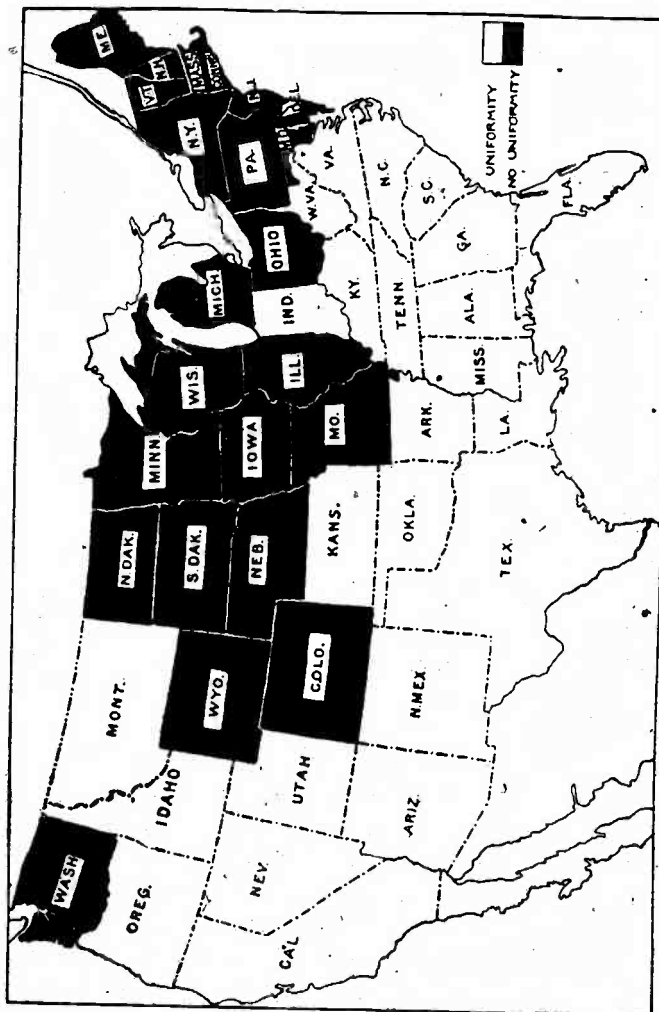 WASH
OREG.
CAL.
NEV.
IDAHO
MONT.
UTAH
ARIZ.
WYO.
COLO.
N.MEX.
N.DAK.
S.DAK.
NEB.
KANS.
OKLA.
TEX.
MINN
IOWA
MO.
ARK.
LA.
WIS.
ILL.
MICH
IND.
OHIO
KY.
TENN.
MISS.
ALA.
GA.
FLA.
S.C.
N.C.
VA.
W.VA.
PA.
N.Y.
N.J.
DEL
VT.
N.H.
ME.
MASS
UNIFORMITY
NO UNIFORMITY